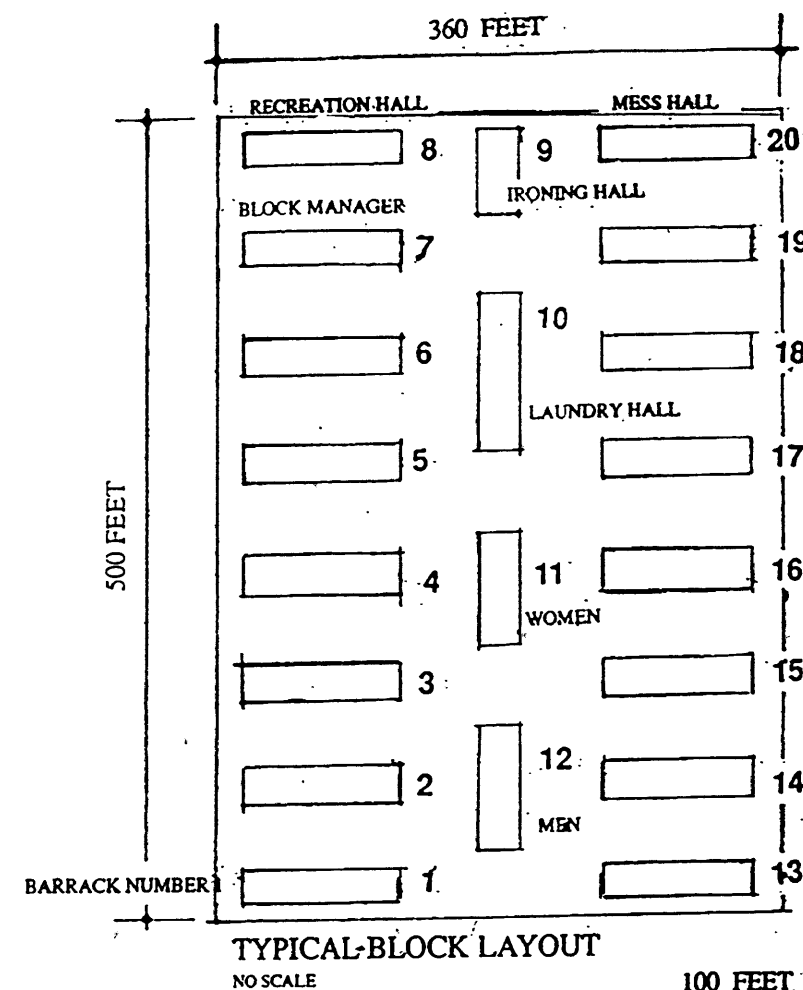 360 FEET
RECREATION HALL
MESS HALL
8
9
20
IRONING HALL
BLOCK MANAGER
7
19
10
6
18
LAUNDRY HALL
5
17
500 FEET
4
11
16
WOMEN
3
15
12
2
14
MEN
BARRACK NUMBER 1
1
13
TYPICAL-BLOCK LAYOUT
NO SCALE
100 FEET